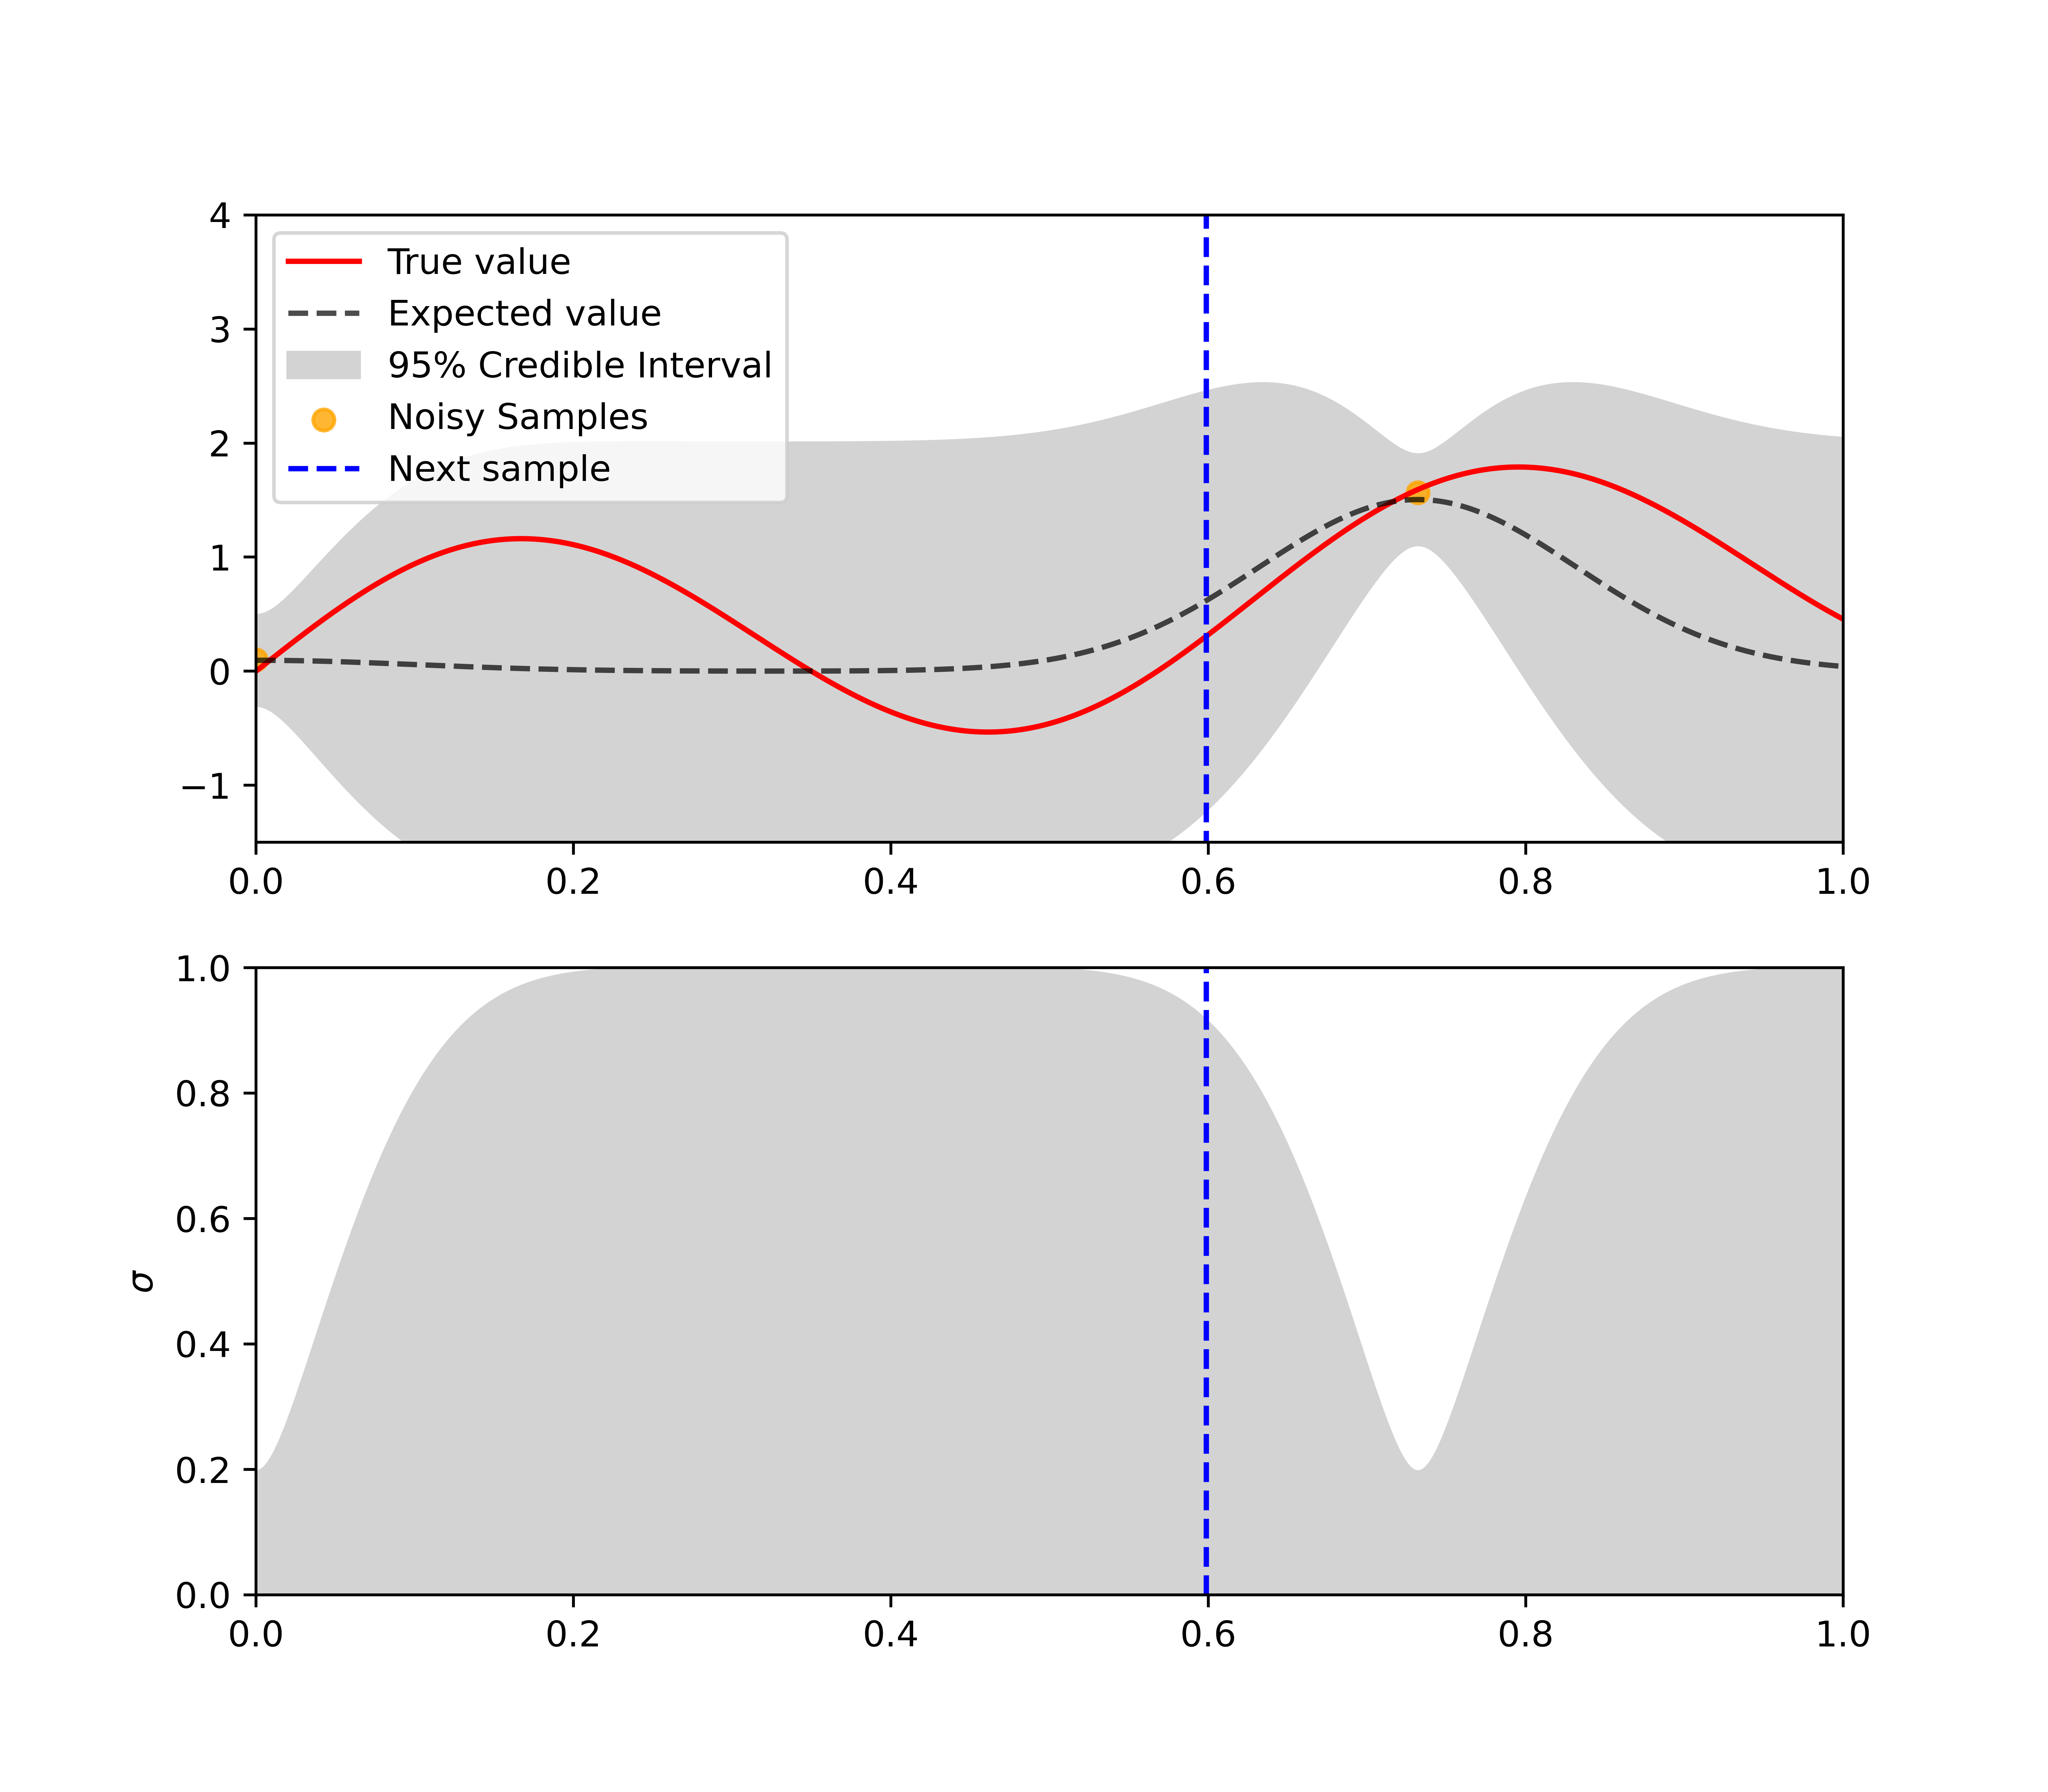 4
3
2
1
0
−1
True value
Expected value
95% Credible Interval
Noisy Samples
Next sample
0.0 0.2 0.4 0.6 0.8 1.0
1.0
0.8
0.6
0.4
0.2
0.0
σ
0.0 0.2 0.4 0.6 0.8 1.0